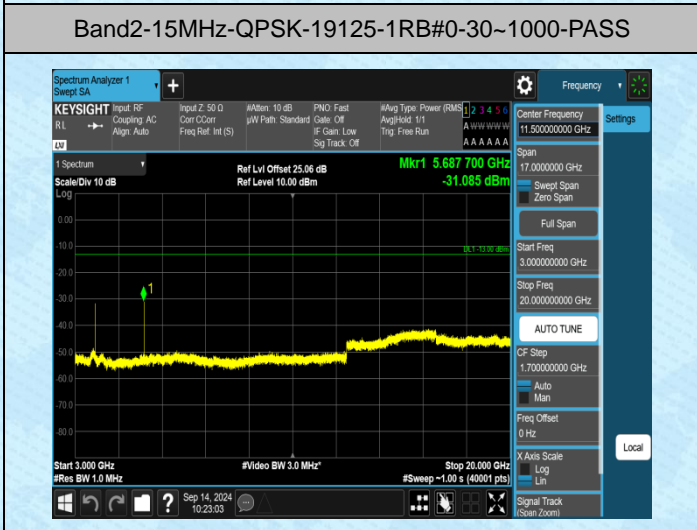 Band2-15MHz-QPSK-19125-1RB#0-30~1000-PASS
Spectrum Analyzer 1
Swept SA
Frequency
KEYSIGHT
R L
LXI
Input: RF
Coupling: AC
Align: Auto
Input Z: 50 Ω
Corr CCorr
Freq Ref: Int (S)
#Atten: 10 dB
µW Path: Standard
PNO: Fast
Gate: Off
IF Gain: Low
Sig Track: Off
#Avg Type: Power (RMS
Avg|Hold: 1/1
Trig: Free Run
1 2 3 4 5 6
A W W W W W
A A A A A A
Center Frequency
11.500000000 GHz
Settings
Span
17.0000000 GHz
Swept Span
Zero Span
Full Span
Start Freq
3.000000000 GHz
Stop Freq
20.000000000 GHz
AUTO TUNE
CF Step
1.700000000 GHz
Auto
Man
Freq Offset
0 Hz
X Axis Scale
Log
Lin
Signal Track
(Span Zoom)
Local
1 Spectrum
Scale/Div 10 dB
Log
Ref Lvl Offset 25.06 dB
Ref Level 10.00 dBm
Mkr1 5.687 700 GHz
-31.085 dBm
0.00
-10.0
DL1 -13.00 dBm
1
-20.0
-30.0
-40.0
-50.0
-60.0
-70.0
-80.0
Start 3.000 GHz
#Res BW 1.0 MHz
#Video BW 3.0 MHz*
Stop 20.000 GHz
#Sweep ~1.00 s (40001 pts)
?
Sep 14, 2024
10:23:03